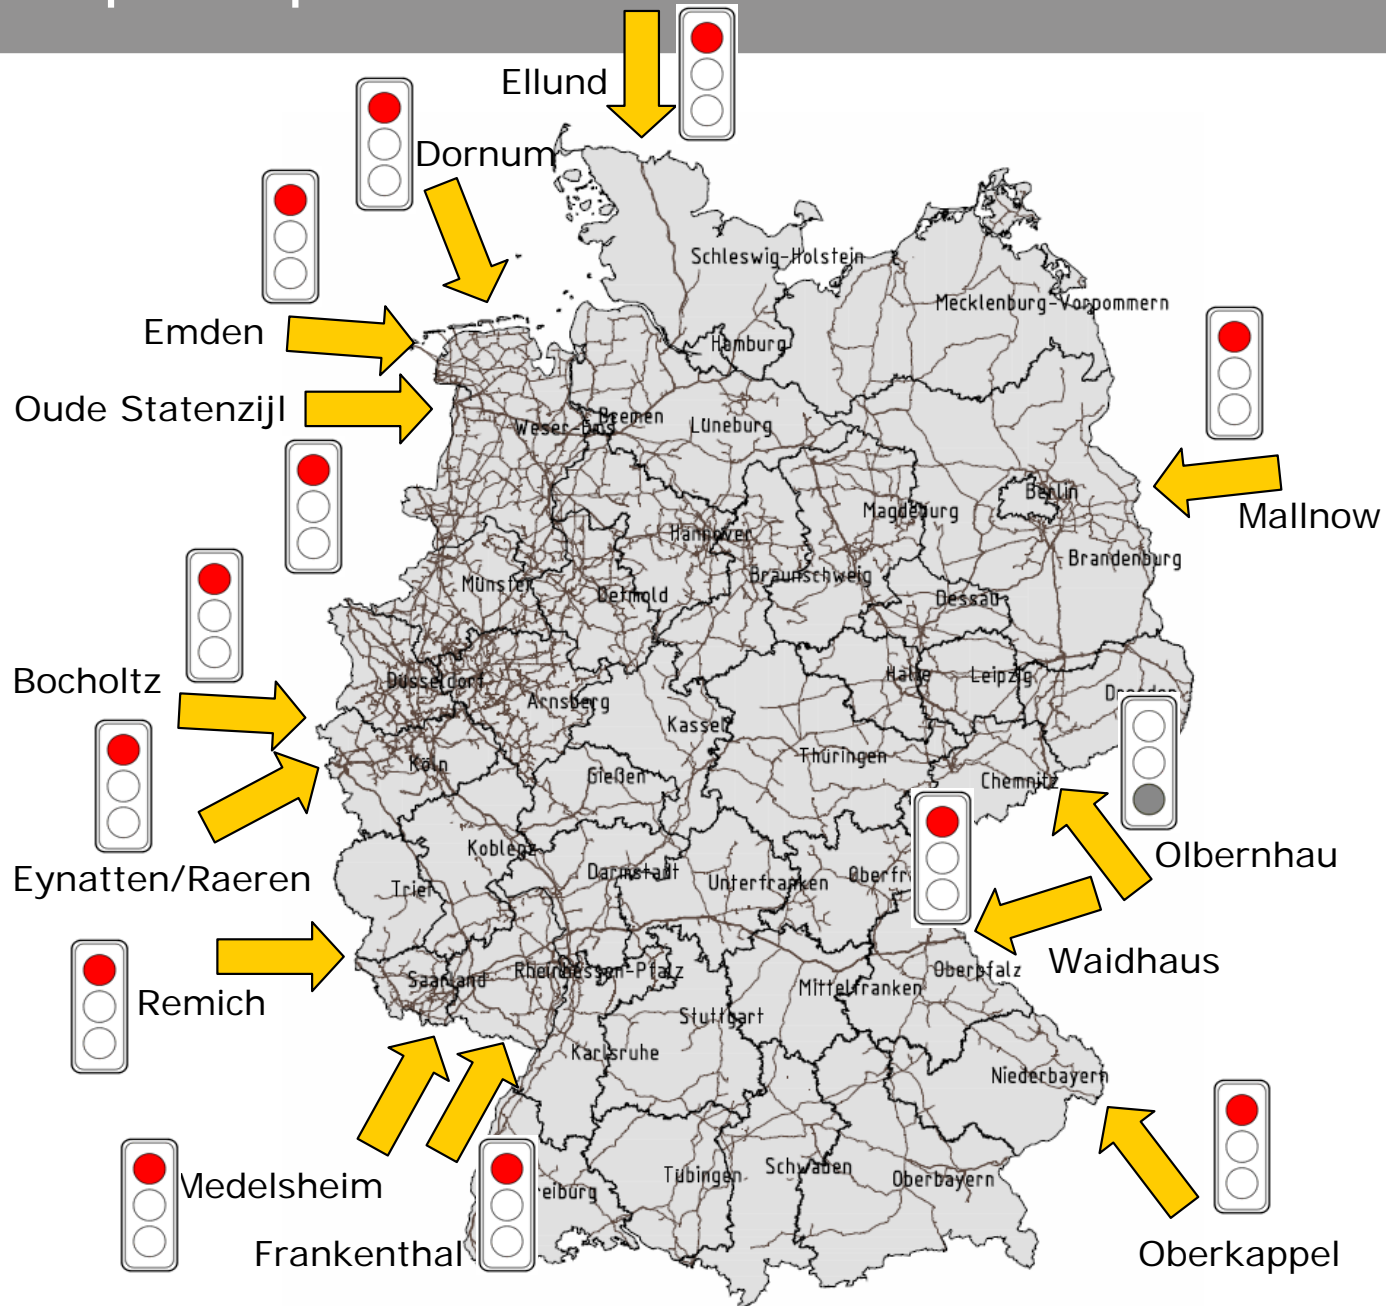 Ellund
Dornum
Schleswig-Holstein
Mecklenburg-Vorpommern
Emden
Hamburg
Oude Statenzijl
Bremen
Weser-Ems
Lüneburg
Berlin
Magdeburg
Mallnow
Hannover
Brandenburg
Braunschweig
Münster
Detmold
Dessau
Bocholtz
Düsseldorf
Halle
Leipzig
Arnsberg
Kassel
Köln
Thüringen
Gießen
Chemnitz
Koblenz
Olbernhau
Eynatten/Raeren
Trier
Darmstadt
Unterfranken
Oberfr
Waidhaus
Remich
Saarland
Rheinhessen-Pfalz
Oberpfalz
Mittelfranken
Stuttgart
Karlsruhe
Niederbayern
Medelsheim
Tübingen
Schwaben
Oberbayern
reiburg
Frankenthal
Oberkappel